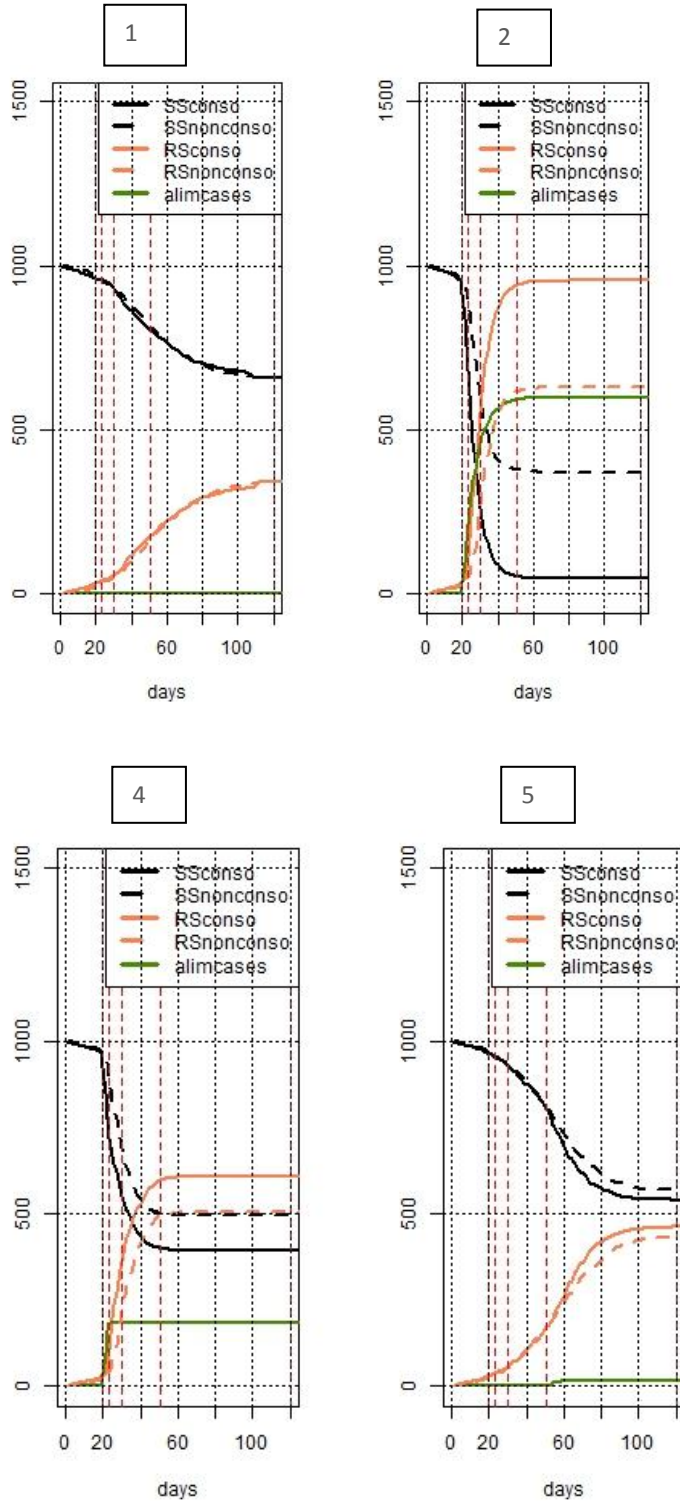 1
2
1500
1000
500
0
SSconso
SSnonconso
RSconso
RSnonconso
alimcases
0 20 60 100
days
1500
1000
500
0
SSconso
SSnonconso
RSconso
RSnonconso
alimcases
0 20 60 100
days
4
5
1500
1000
500
0
SSconso
SSnonconso
RSconso
RSnonconso
alimcases
0 20 60 100
days
1500
1000
500
0
SSconso
SSnonconso
RSconso
RSnonconso
alimcases
0 20 60 100
days